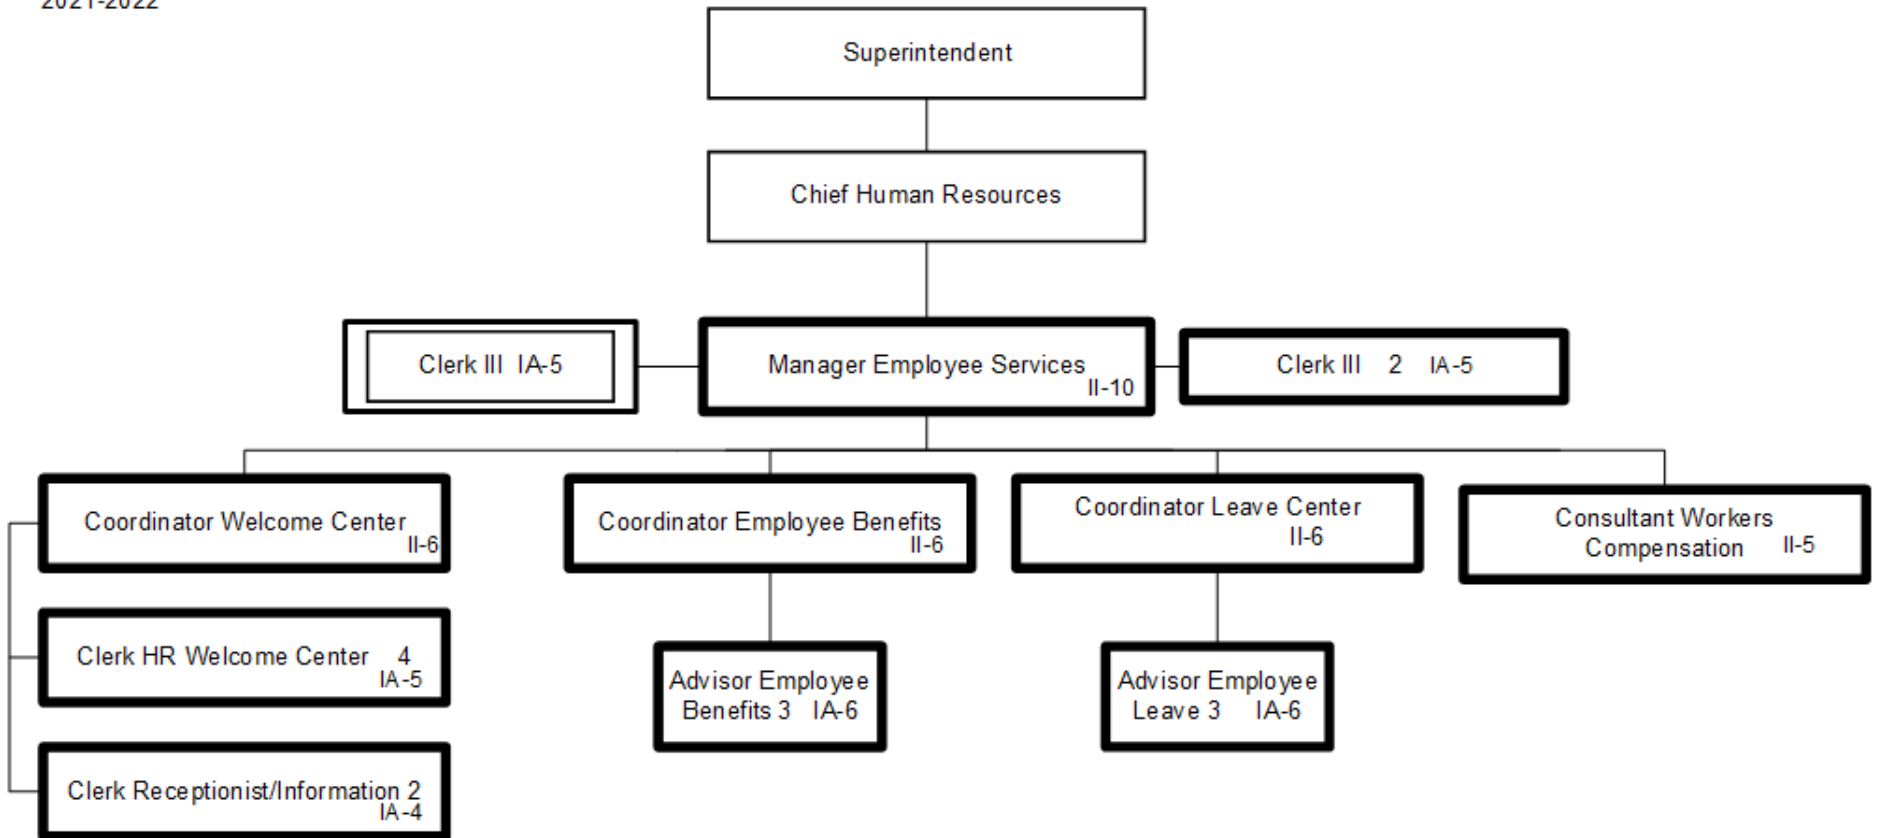 2021-2022
Superintendent
Chief Human Resources
Clerk III IA-5
Manager Employee Services
II-10
Clerk III 2 IA-5
Coordinator Welcome Center
II-6
Coordinator Employee Benefits
II-6
Coordinator Leave Center
II-6
Consultant Workers
Compensation II-5
Clerk HR Welcome Center 4
IA-5
Advisor Employee
Benefits 3 IA-6
Advisor Employee
Leave 3 IA-6
Clerk Receptionist/Information 2
IA-4